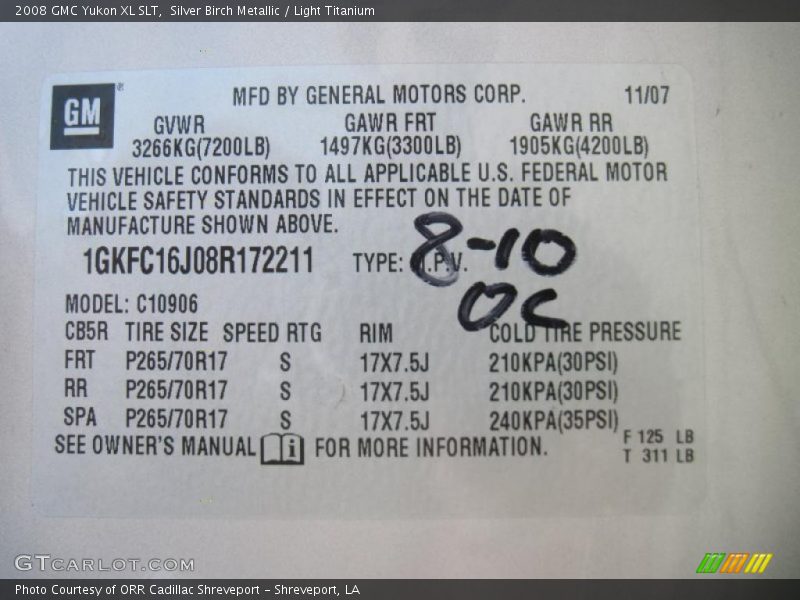 2008 GMC Yukon XL SLT,  Silver Birch Metallic / Light Titanium
GM ®
MFD BY GENERAL MOTORS CORP. 11/07
GVWR GAWR FRT GAWR RR
3266KG(7200LB) 1497KG(3300LB) 1905KG(4200LB)
THIS VEHICLE CONFORMS TO ALL APPLICABLE U.S. FEDERAL MOTOR
VEHICLE SAFETY STANDARDS IN EFFECT ON THE DATE OF
MANUFACTURE SHOWN ABOVE.
8-10
1GKFC16J08R172211 TYPE: M.P.V.
OC
MODEL: C10906
CB5R TIRE SIZE SPEED RTG RIM COLD TIRE PRESSURE
FRT P265/70R17 S 17X7.5J 210KPA(30PSI)
RR P265/70R17 S 17X7.5J 210KPA(30PSI)
SPA P265/70R17 S 17X7.5J 240KPA(35PSI)
SEE OWNER'S MANUAL i FOR MORE INFORMATION.
F 125 LB
T 311 LB
GTCARLOT.COM
Photo Courtesy of ORR Cadillac Shreveport - Shreveport, LA